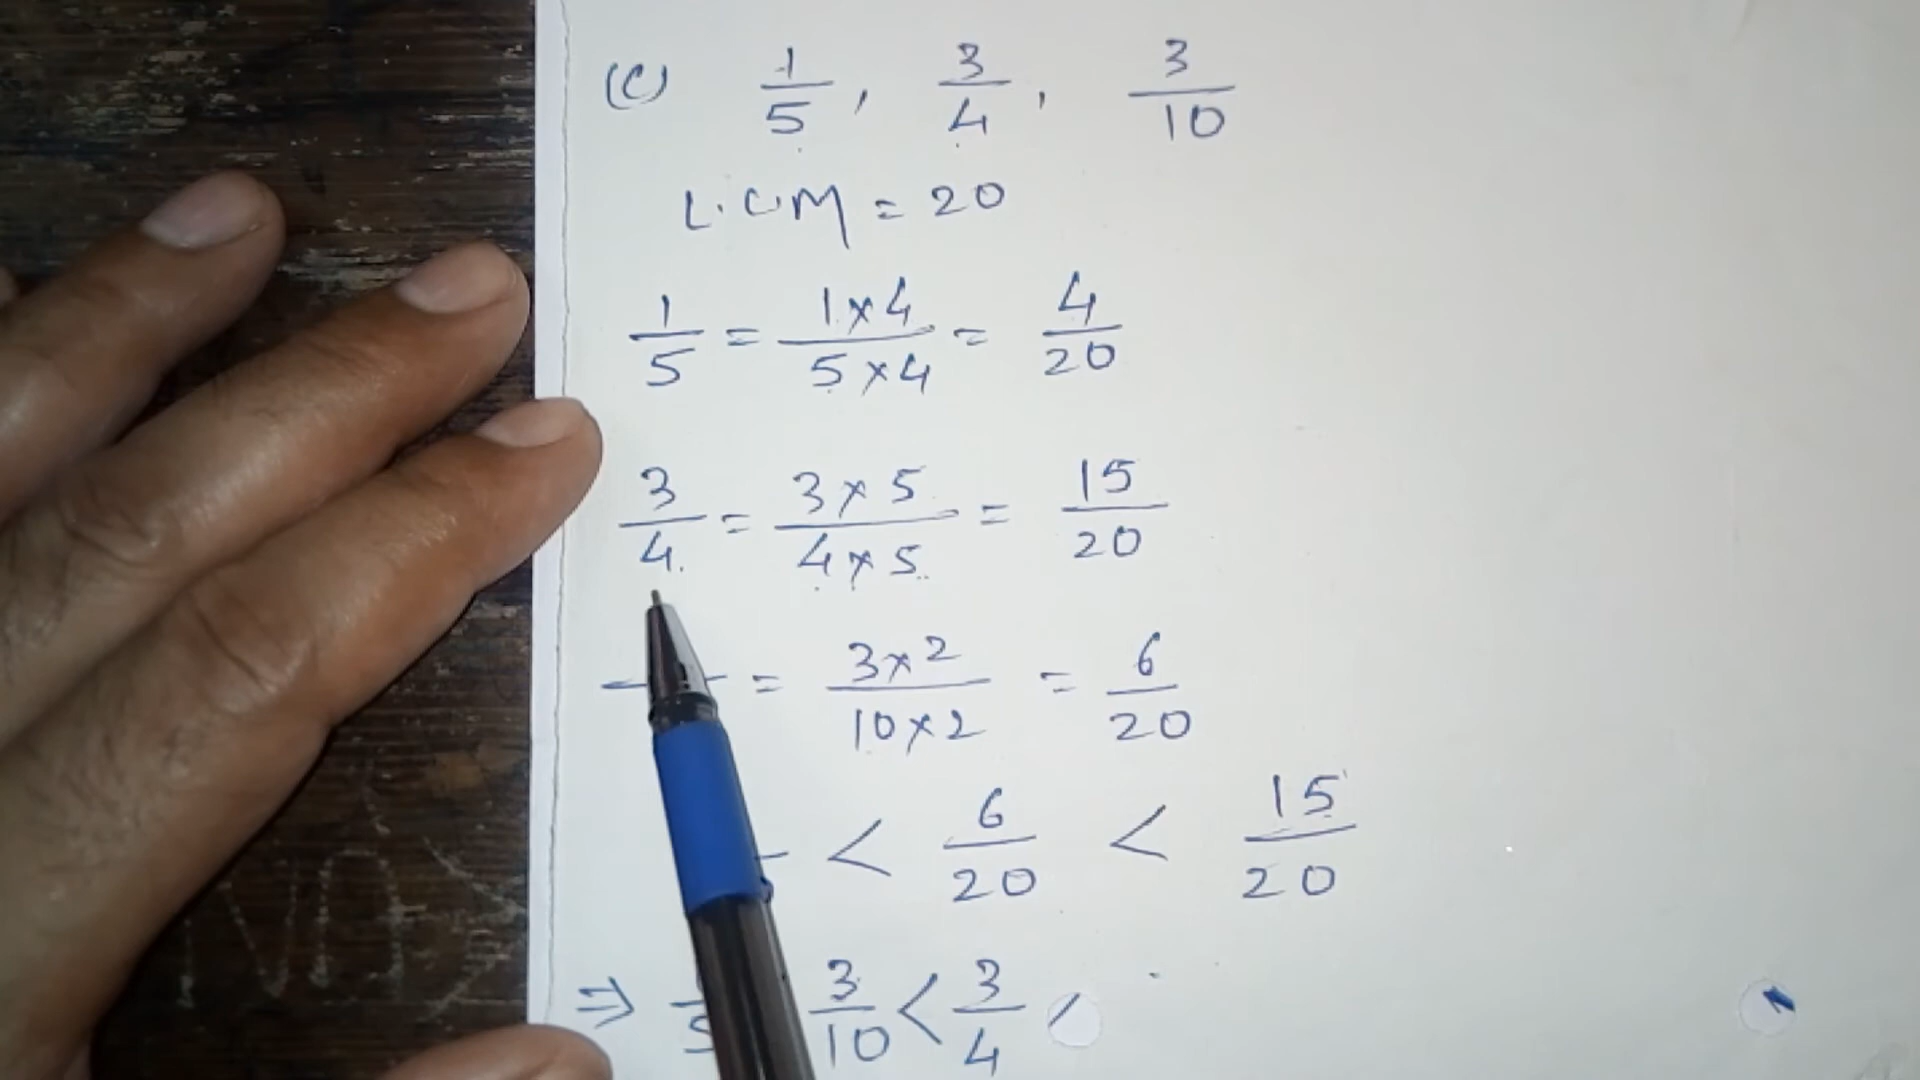 (C) 1/5, 3/4, 3/10
L.C.M = 20
1/5 = 1×4/5×4 = 4/20
3/4 = 3×5/4×5 = 15/20
= 3×2/10×2 = 6/20
< 6/20 < 15/20
⇒ 3/10 < 3/4